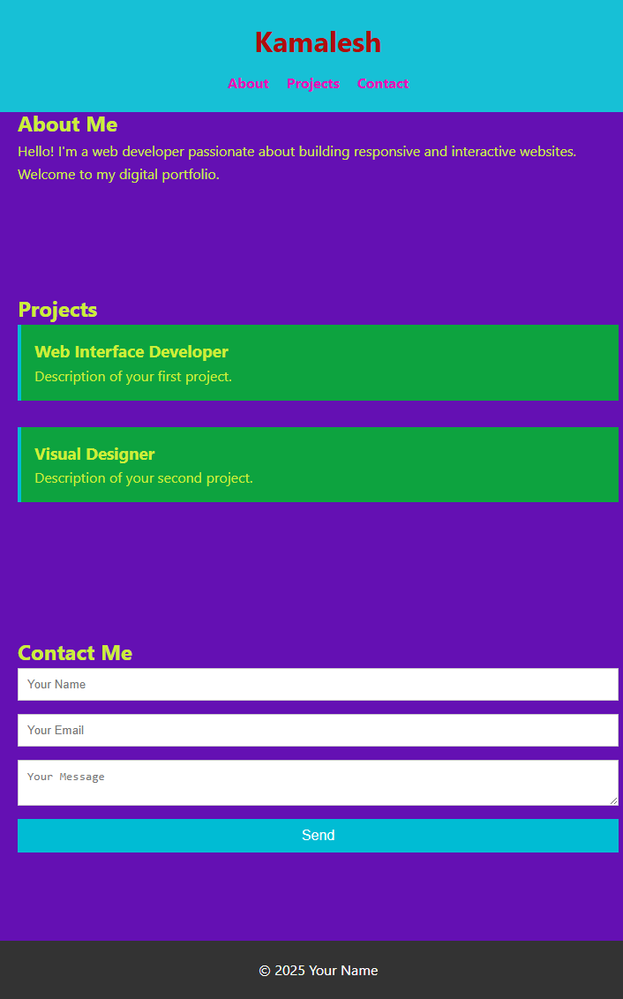 Kamalesh
About Projects Contact
About Me
Hello! I'm a web developer passionate about building responsive and interactive websites.
Welcome to my digital portfolio.
Projects
Web Interface Developer
Description of your first project.
Visual Designer
Description of your second project.
Contact Me
Your Name
Your Email
Your Message
Send
© 2025 Your Name